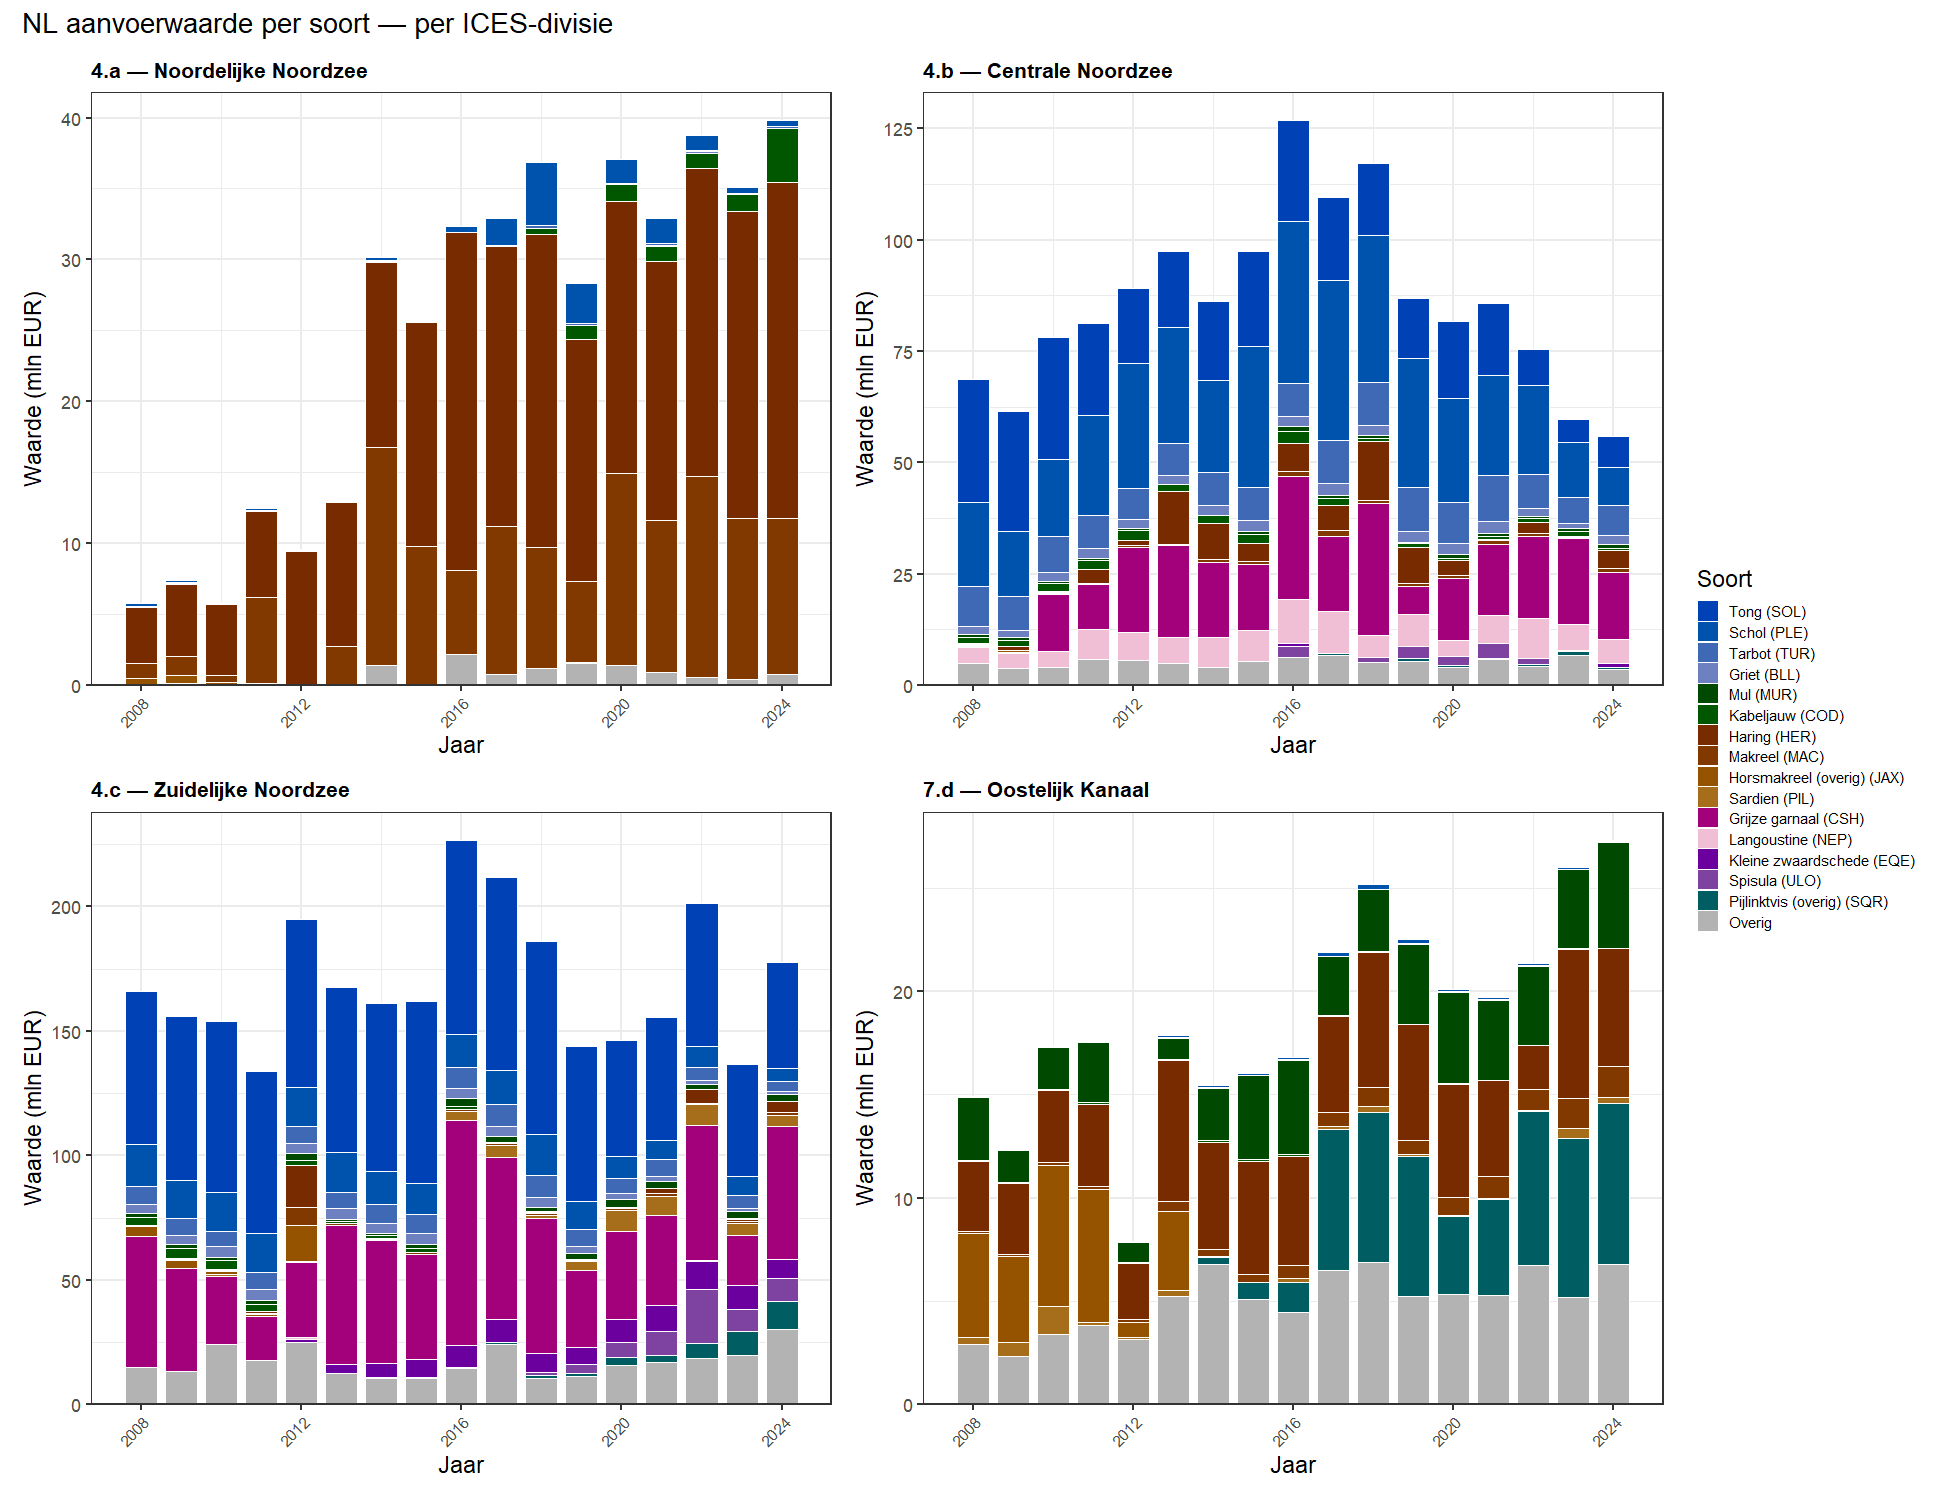 NL aanvoerwaarde per soort — per ICES-divisie
4.a — Noordelijke Noordzee
Waarde (mln EUR)
40
30
20
10
0
2008
2012
2016
2020
2024
Jaar
4.b — Centrale Noordzee
Waarde (mln EUR)
125
100
75
50
25
0
2008
2012
2016
2020
2024
Jaar
4.c — Zuidelijke Noordzee
Waarde (mln EUR)
200
150
100
50
0
2008
2012
2016
2020
2024
Jaar
7.d — Oostelijk Kanaal
Waarde (mln EUR)
20
10
0
2008
2012
2016
2020
2024
Jaar
Soort
Tong (SOL)
Schol (PLE)
Tarbot (TUR)
Griet (BLL)
Mul (MUR)
Kabeljauw (COD)
Haring (HER)
Makreel (MAC)
Horsmakreel (overig) (JAX)
Sardien (PIL)
Grijze garnaal (CSH)
Langoustine (NEP)
Kleine zwaardschede (EQE)
Spisula (ULO)
Pijlinktvis (overig) (SQR)
Overig